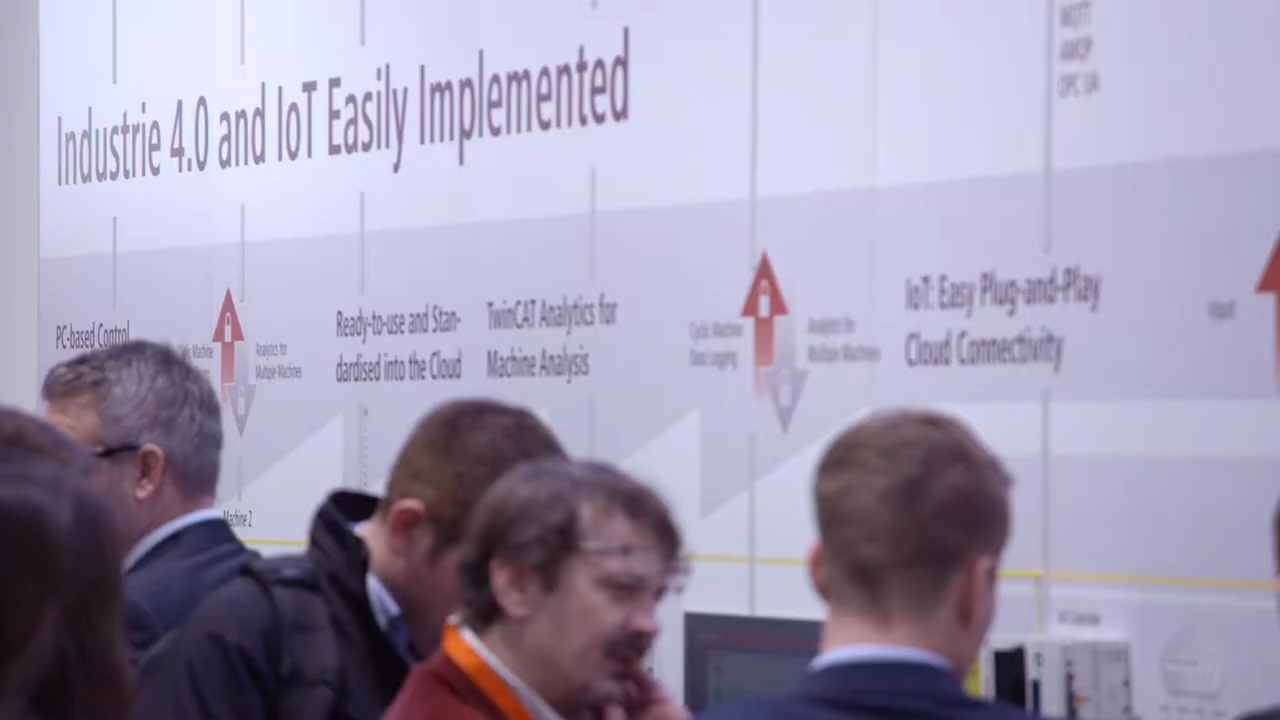 MQTT
AMQP
OPC UA
Industrie 4.0 and IoT Easily Implemented
PC-based Control
Machine
Analytics for
Multiple Machines
Ready-to-use and Stan-
dardised into the Cloud
TwinCAT Analytics for
Machine Analysis
Cyclic Machine
Data Logging
Analytics for
Multiple Machines
IoT: Easy Plug-and-Play
Cloud Connectivity
Input
Machine 2